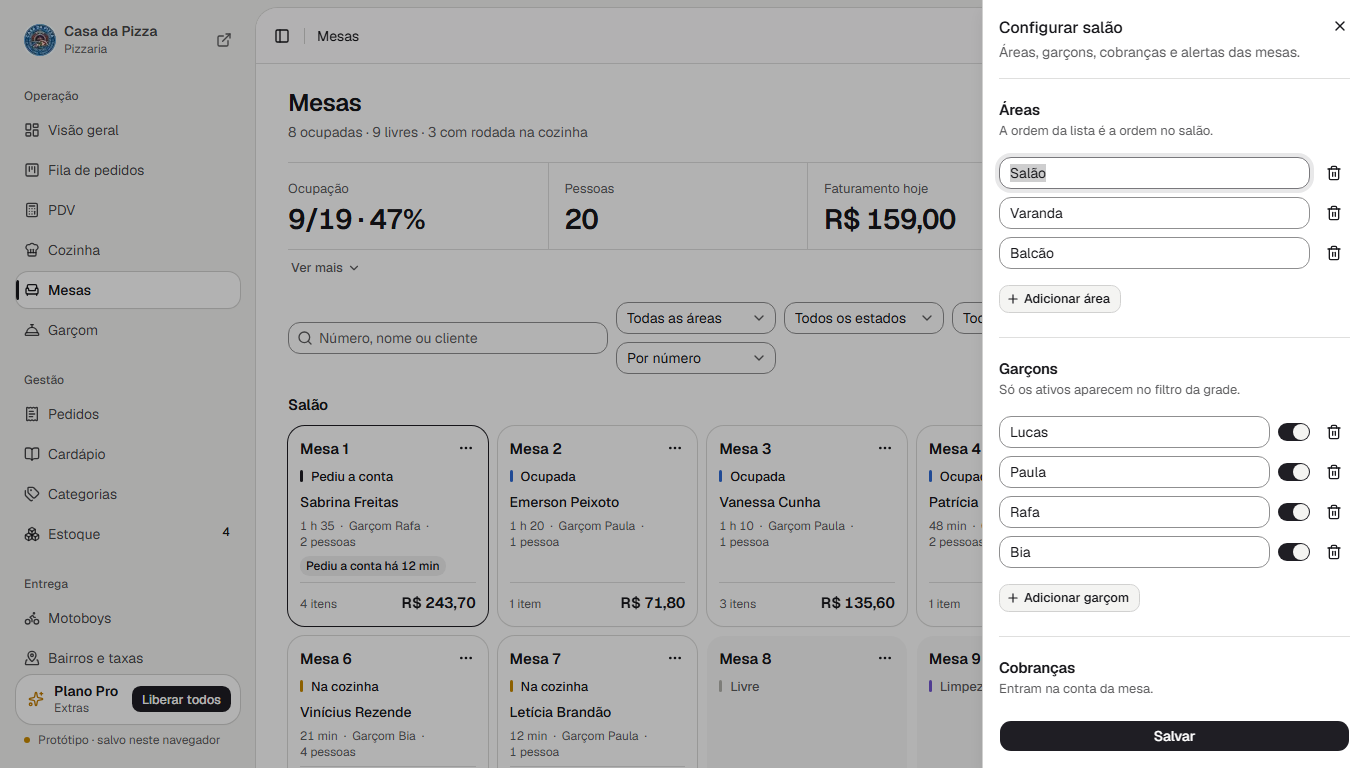 Casa da Pizza
Pizzaria
Operação
Visão geral
Fila de pedidos
PDV
Cozinha
Mesas
Garçom
Gestão
Pedidos
Cardápio
Categorias
Estoque 4
Entrega
Motoboys
Bairros e taxas
Plano Pro
Extras
Liberar todos
Protótipo · salvo neste navegador
Mesas
Mesas
8 ocupadas · 9 livres · 3 com rodada na cozinha
Ocupação
9/19 · 47%
Pessoas
20
Faturamento hoje
R$ 159,00
Ver mais
Número, nome ou cliente
Todas as áreas
Todos os estados
Por número
Salão
Mesa 1
Pediu a conta
Sabrina Freitas
1 h 35 · Garçom Rafa ·
2 pessoas
Pediu a conta há 12 min
4 itens R$ 243,70
Mesa 2
Ocupada
Emerson Peixoto
1 h 20 · Garçom Paula ·
1 pessoa
1 item R$ 71,80
Mesa 3
Ocupada
Vanessa Cunha
1 h 10 · Garçom Paula ·
1 pessoa
3 itens R$ 135,60
Mesa 4
Patrícia
48 min ·
2 pessoas
1 item
Mesa 6
Na cozinha
Vinícius Rezende
21 min · Garçom Bia ·
4 pessoas
Mesa 7
Na cozinha
Letícia Brandão
12 min · Garçom Paula ·
1 pessoa
Mesa 8
Livre
Mesa 9
Configurar salão
Áreas, garçons, cobranças e alertas das mesas.
Áreas
A ordem da lista é a ordem no salão.
Salão
Varanda
Balcão
+ Adicionar área
Garçons
Só os ativos aparecem no filtro da grade.
Lucas
Paula
Rafa
Bia
+ Adicionar garçom
Cobranças
Entram na conta da mesa.
Salvar